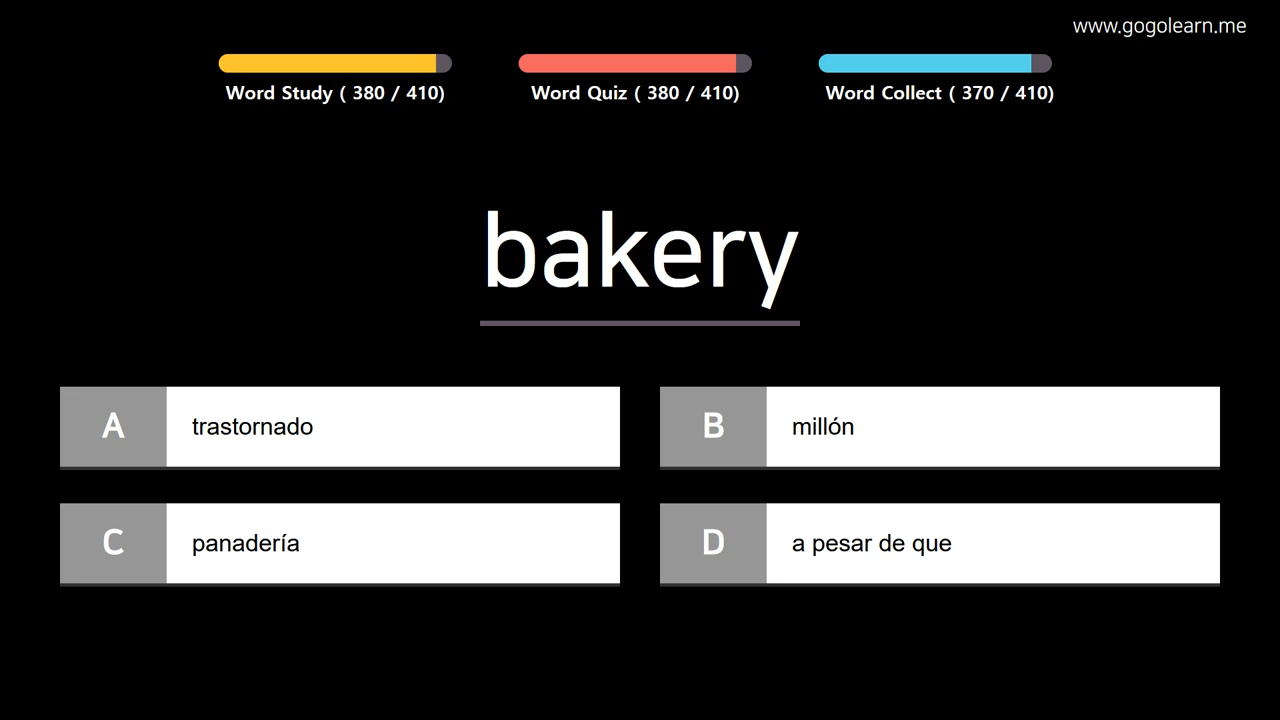 www.gogolearn.me
Word Study ( 380 / 410)
Word Quiz ( 380 / 410)
Word Collect ( 370 / 410)
bakery
A trastornado
B millón
C panadería
D a pesar de que